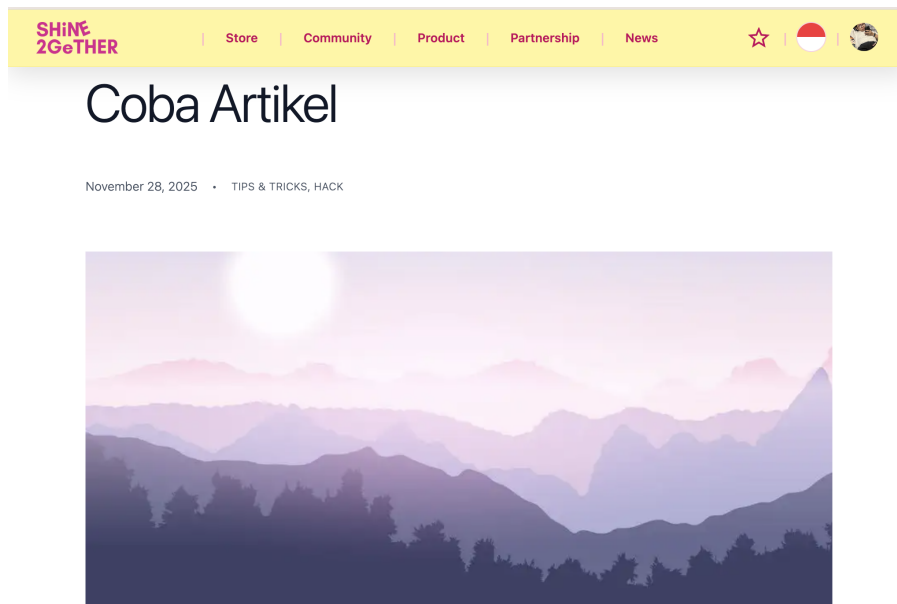 SHiNE
2GeTHER
| Store | Community | Product | Partnership | News
Coba Artikel
November 28, 2025 • TIPS & TRICKS, HACK